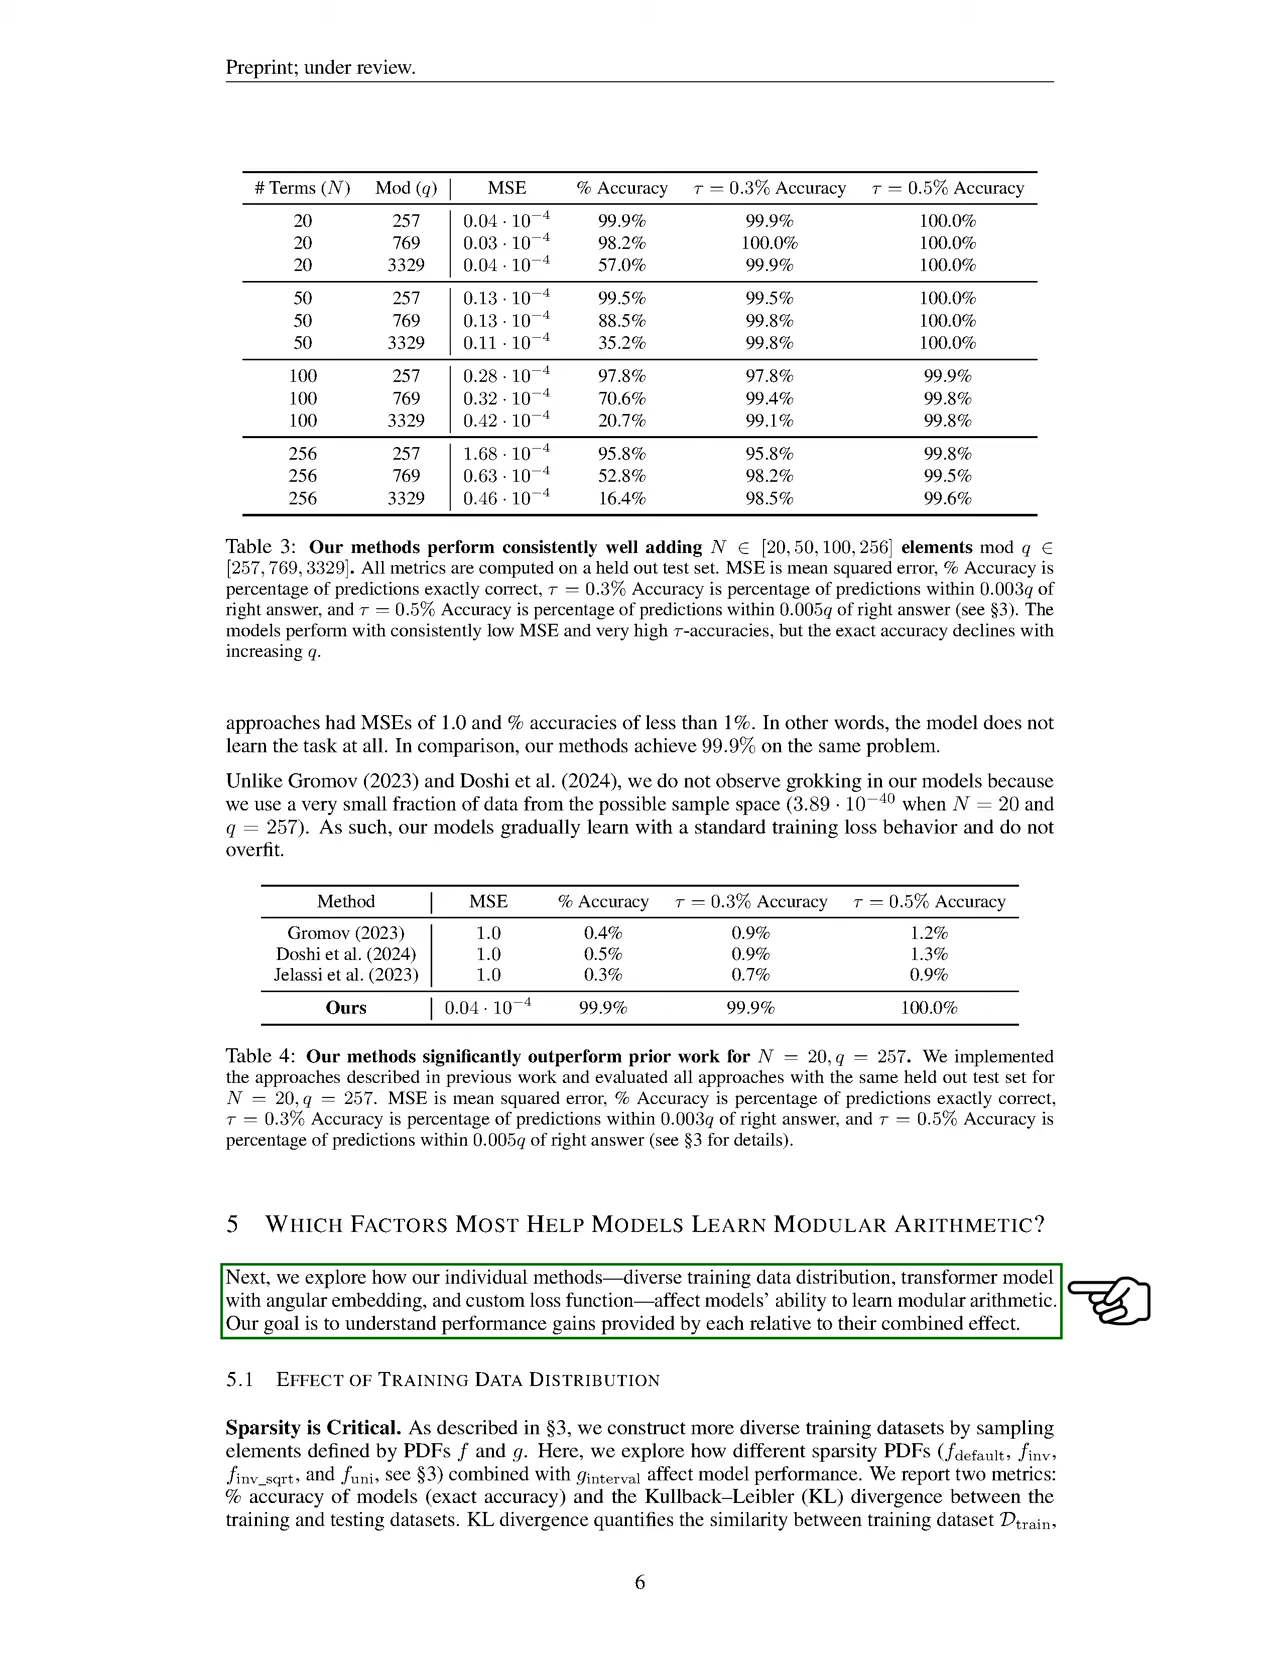 Preprint; under review.
# Terms (N) Mod (q) MSE % Accuracy τ = 0.3% Accuracy τ = 0.5% Accuracy
20 257 0.04 · 10⁻⁴ 99.9% 99.9% 100.0%
20 769 0.03 · 10⁻⁴ 98.2% 100.0% 100.0%
20 3329 0.04 · 10⁻⁴ 57.0% 99.9% 100.0%
50 257 0.13 · 10⁻⁴ 99.5% 99.5% 100.0%
50 769 0.13 · 10⁻⁴ 88.5% 99.8% 100.0%
50 3329 0.11 · 10⁻⁴ 35.2% 99.8% 100.0%
100 257 0.28 · 10⁻⁴ 97.8% 97.8% 99.9%
100 769 0.32 · 10⁻⁴ 70.6% 99.4% 99.8%
100 3329 0.42 · 10⁻⁴ 20.7% 99.1% 99.8%
256 257 1.68 · 10⁻⁴ 95.8% 95.8% 99.8%
256 769 0.63 · 10⁻⁴ 52.8% 98.2% 99.5%
256 3329 0.46 · 10⁻⁴ 16.4% 98.5% 99.6%
Table 3: Our methods perform consistently well adding N ∈ [20, 50, 100, 256] elements mod q ∈
[257, 769, 3329]. All metrics are computed on a held out test set. MSE is mean squared error, % Accuracy is
percentage of predictions exactly correct, τ = 0.3% Accuracy is percentage of predictions within 0.003q of
right answer, and τ = 0.5% Accuracy is percentage of predictions within 0.005q of right answer (see §3). The
models perform with consistently low MSE and very high τ-accuracies, but the exact accuracy declines with
increasing q.
approaches had MSEs of 1.0 and % accuracies of less than 1%. In other words, the model does not
learn the task at all. In comparison, our methods achieve 99.9% on the same problem.
Unlike Gromov (2023) and Doshi et al. (2024), we do not observe grokking in our models because
we use a very small fraction of data from the possible sample space (3.89 · 10⁻⁴⁰ when N = 20 and
q = 257). As such, our models gradually learn with a standard training loss behavior and do not
overfit.
Method MSE % Accuracy τ = 0.3% Accuracy τ = 0.5% Accuracy
Gromov (2023) 1.0 0.4% 0.9% 1.2%
Doshi et al. (2024) 1.0 0.5% 0.9% 1.3%
Jelassi et al. (2023) 1.0 0.3% 0.7% 0.9%
Ours 0.04 · 10⁻⁴ 99.9% 99.9% 100.0%
Table 4: Our methods significantly outperform prior work for N = 20, q = 257. We implemented
the approaches described in previous work and evaluated all approaches with the same held out test set for
N = 20, q = 257. MSE is mean squared error, % Accuracy is percentage of predictions exactly correct,
τ = 0.3% Accuracy is percentage of predictions within 0.003q of right answer, and τ = 0.5% Accuracy is
percentage of predictions within 0.005q of right answer (see §3 for details).
5 WHICH FACTORS MOST HELP MODELS LEARN MODULAR ARITHMETIC?
Next, we explore how our individual methods—diverse training data distribution, transformer model
with angular embedding, and custom loss function—affect models’ ability to learn modular arithmetic.
Our goal is to understand performance gains provided by each relative to their combined effect.
5.1 EFFECT OF TRAINING DATA DISTRIBUTION
Sparsity is Critical. As described in §3, we construct more diverse training datasets by sampling
elements defined by PDFs f and g. Here, we explore how different sparsity PDFs (f_default, f_inv,
f_inv_sqrt, and f_uni, see §3) combined with g_interval affect model performance. We report two metrics:
% accuracy of models (exact accuracy) and the Kullback–Leibler (KL) divergence between the
training and testing datasets. KL divergence quantifies the similarity between training dataset 𝒟_train,
6